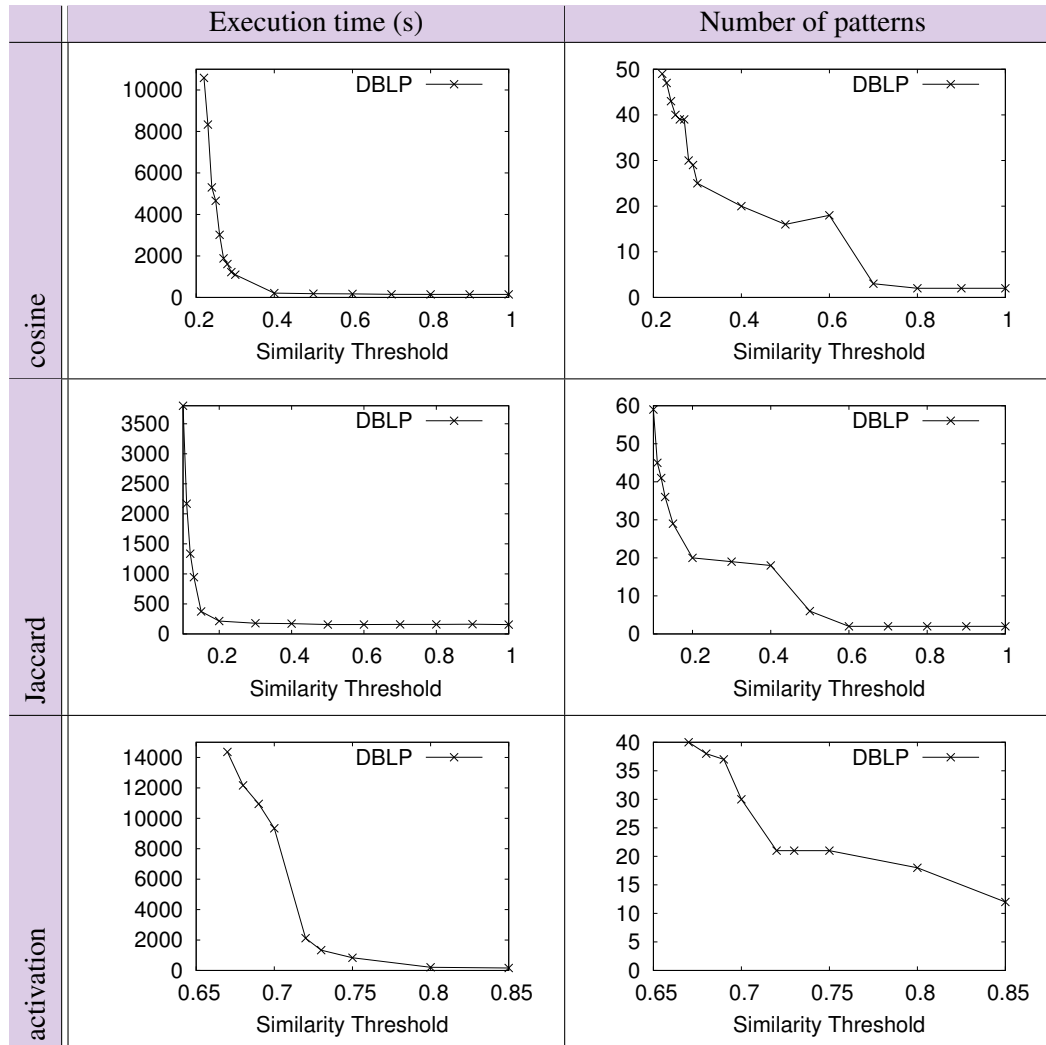 Execution time (s)
Number of patterns
cosine
DBLP
10000
8000
6000
4000
2000
0
0.2 0.4 0.6 0.8 1
Similarity Threshold
DBLP
50
40
30
20
10
0
0.2 0.4 0.6 0.8 1
Similarity Threshold
Jaccard
DBLP
3500
3000
2500
2000
1500
1000
500
0
0.2 0.4 0.6 0.8 1
Similarity Threshold
DBLP
60
50
40
30
20
10
0
0.2 0.4 0.6 0.8 1
Similarity Threshold
activation
DBLP
14000
12000
10000
8000
6000
4000
2000
0
0.65 0.7 0.75 0.8 0.85
Similarity Threshold
DBLP
40
35
30
25
20
15
10
5
0
0.65 0.7 0.75 0.8 0.85
Similarity Threshold